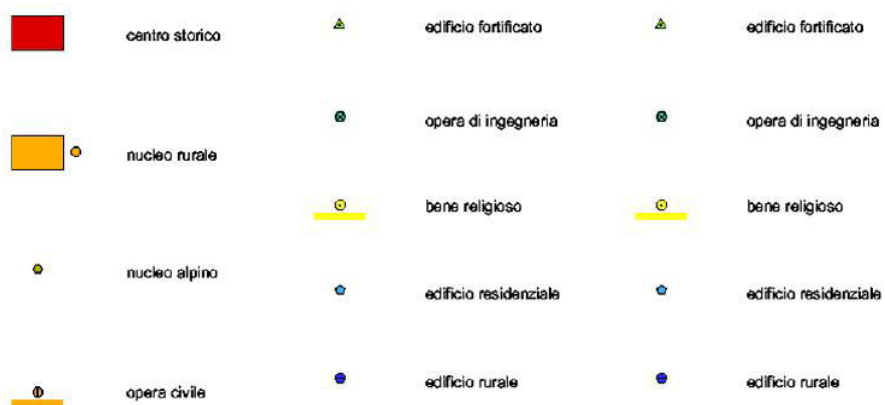 centro storico
nucleo rurale
nucleo alpino
opera civile
edificio fortificato
opera di ingegneria
bene religioso
edificio residenziale
edificio rurale
edificio fortificato
opera di ingegneria
bene religioso
edificio residenziale
edificio rurale